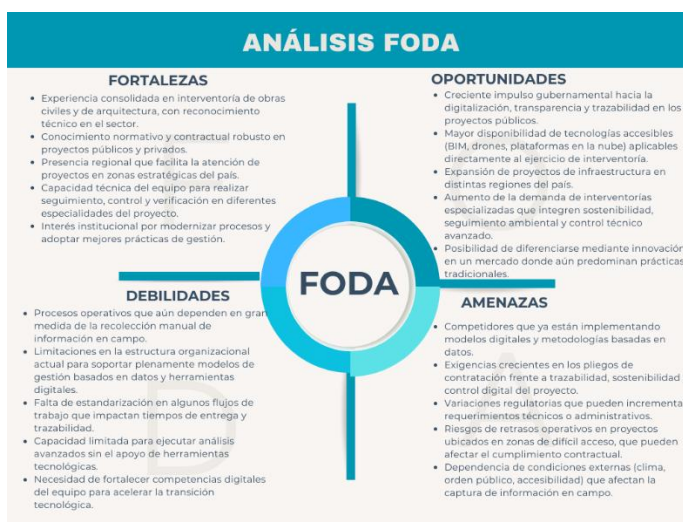 ANÁLISIS FODA
FORTALEZAS
• Experiencia consolidada en interventoría de obras
civiles y de arquitectura, con reconocimiento
técnico en el sector.
• Conocimiento normativo y contractual robusto en
proyectos públicos y privados.
• Presencia regional que facilita la atención de
proyectos en zonas estratégicas del país.
• Capacidad técnica del equipo para realizar
seguimiento, control y verificación en diferentes
especialidades del proyecto.
• Interés institucional por modernizar procesos y
adoptar mejores prácticas de gestión.
OPORTUNIDADES
• Creciente impulso gubernamental hacia la
digitalización, transparencia y trazabilidad en los
proyectos públicos.
• Mayor disponibilidad de tecnologías accesibles
(BIM, drones, plataformas en la nube) aplicables
directamente al ejercicio de interventoría.
• Expansión de proyectos de infraestructura en
distintas regiones del país.
• Aumento de la demanda de interventorías
especializadas que integren sostenibilidad,
seguimiento ambiental y control técnico
avanzado.
• Posibilidad de diferenciarse mediante innovación
en un mercado donde aún predominan prácticas
tradicionales.
FODA
DEBILIDADES
• Procesos operativos que aún dependen en gran
medida de la recolección manual de
información en campo.
• Limitaciones en la estructura organizacional
actual para soportar plenamente modelos de
gestión basados en datos y herramientas
digitales.
• Falta de estandarización en algunos flujos de
trabajo que impactan tiempos de entrega y
trazabilidad.
• Capacidad limitada para ejecutar análisis
avanzados sin el apoyo de herramientas
tecnológicas.
• Necesidad de fortalecer competencias digitales
del equipo para acelerar la transición
tecnológica.
AMENAZAS
• Competidores que ya están implementando
modelos digitales y metodologías basadas en
datos.
• Exigencias crecientes en los pliegos de
contratación frente a trazabilidad, sostenibilidad
control digital del proyecto.
• Variaciones regulatorias que pueden incrementa
requerimientos técnicos o administrativos.
• Riesgos de retrasos operativos en proyectos
ubicados en zonas de difícil acceso, que pueden
afectar el cumplimiento contractual.
• Dependencia de condiciones externas (clima,
orden público, accesibilidad) que afectan la
captura de información en campo.